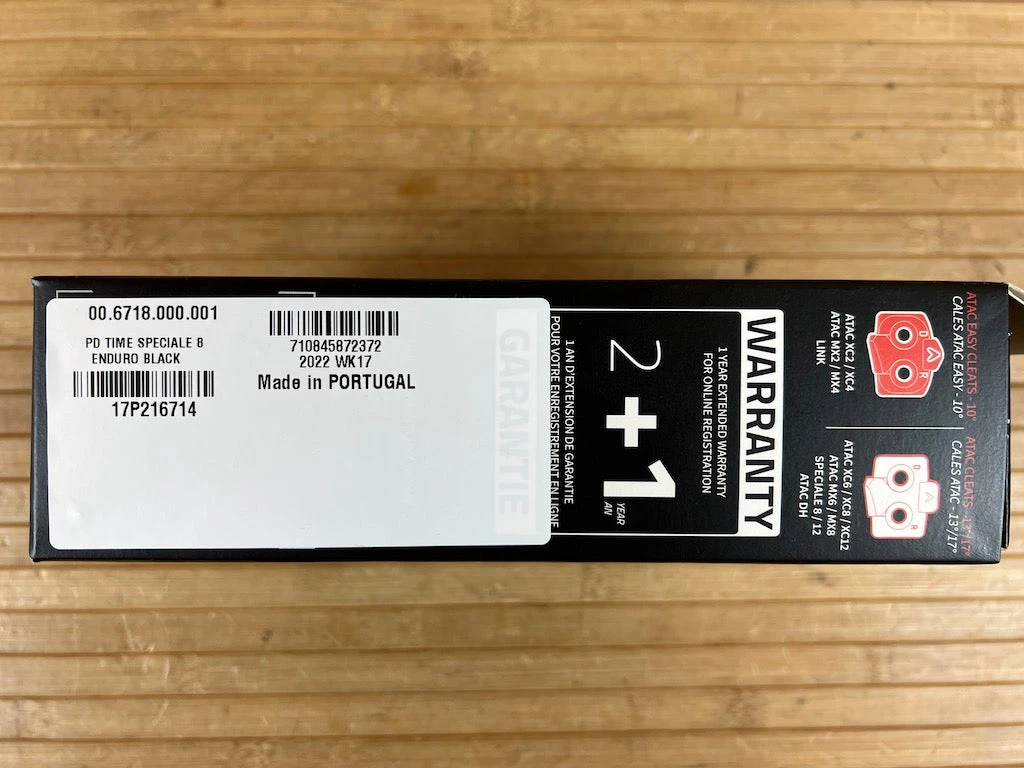 00.6718.000.001
PD TIME SPECIALE 8
ENDURO BLACK
17P216714
710845872372
2022 WK17
Made in PORTUGAL
GARANTIE
1 AN D'EXTENSION DE GARANTIE
POUR VOTRE ENREGISTREMENT EN LIGNE
WARRANTY
1 YEAR EXTENDED WARRANTY
FOR ONLINE REGISTRATION
2+1
YEAR
AN
ATAC EASY CLEATS - 10°
CALES ATAC EASY - 10°
D
R
ATAC XC2 / XC4
ATAC MX2 / MX4
LINK
ATAC CLEATS - 13°/17°
CALES ATAC - 13°/17°
D
R
ATAC XC6 / XC8 / XC12
ATAC MX6 / MX8
SPECIALE 8 / 12
ATAC DH